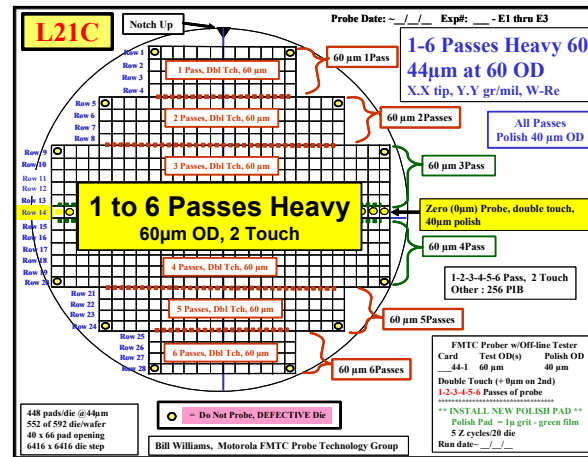 L21C
Notch Up
Probe Date: ~__/__/__ Exp#: ___ - E1 thru E3
1-6 Passes Heavy 60
44µm at 60 OD
X.X tip, Y.Y gr/mil, W-Re
All Passes
Polish 40 µm OD
Row 1
Row 2
Row 3
Row 4
1 Pass, Dbl Tch, 60 µm
60 µm 1Pass
Row 5
Row 6
Row 7
Row 8
2 Passes, Dbl Tch, 60 µm
60 µm 2Passes
Row 9
Row 10
Row 11
Row 12
Row 13
3 Passes, Dbl Tch, 60 µm
60 µm 3Pass
Row 14
1 to 6 Passes Heavy
60µm OD, 2 Touch
Zero (0µm) Probe, double touch,
40µm polish
Row 15
Row 16
Row 17
Row 18
Row 19
Row 20
4 Passes, Dbl Tch, 60 µm
60 µm 4Pass
1-2-3-4-5-6 Pass, 2 Touch
Other : 256 PIB
Row 21
Row 22
Row 23
Row 24
5 Passes, Dbl Tch, 60 µm
60 µm 5Passes
Row 25
Row 26
Row 27
Row 28
6 Passes, Dbl Tch, 60 µm
60 µm 6Passes
FMTC Prober w/Off-line Tester
Card Test OD(s) Polish OD
___44-1 60 µm 40 µm
Double Touch (+ 0µm on 2nd)
1-2-3-4-5-6 Passes of probe
**********************************
** INSTALL NEW POLISH PAD **
Polish Pad = 1µ grit - green film
5 Z cycles/20 die
Run date~ __/__/__
448 pads/die @44µm
552 of 592 die/wafer
40 x 66 pad opening
6416 x 6416 die step
= Do Not Probe, DEFECTIVE Die
Bill Williams, Motorola FMTC Probe Technology Group